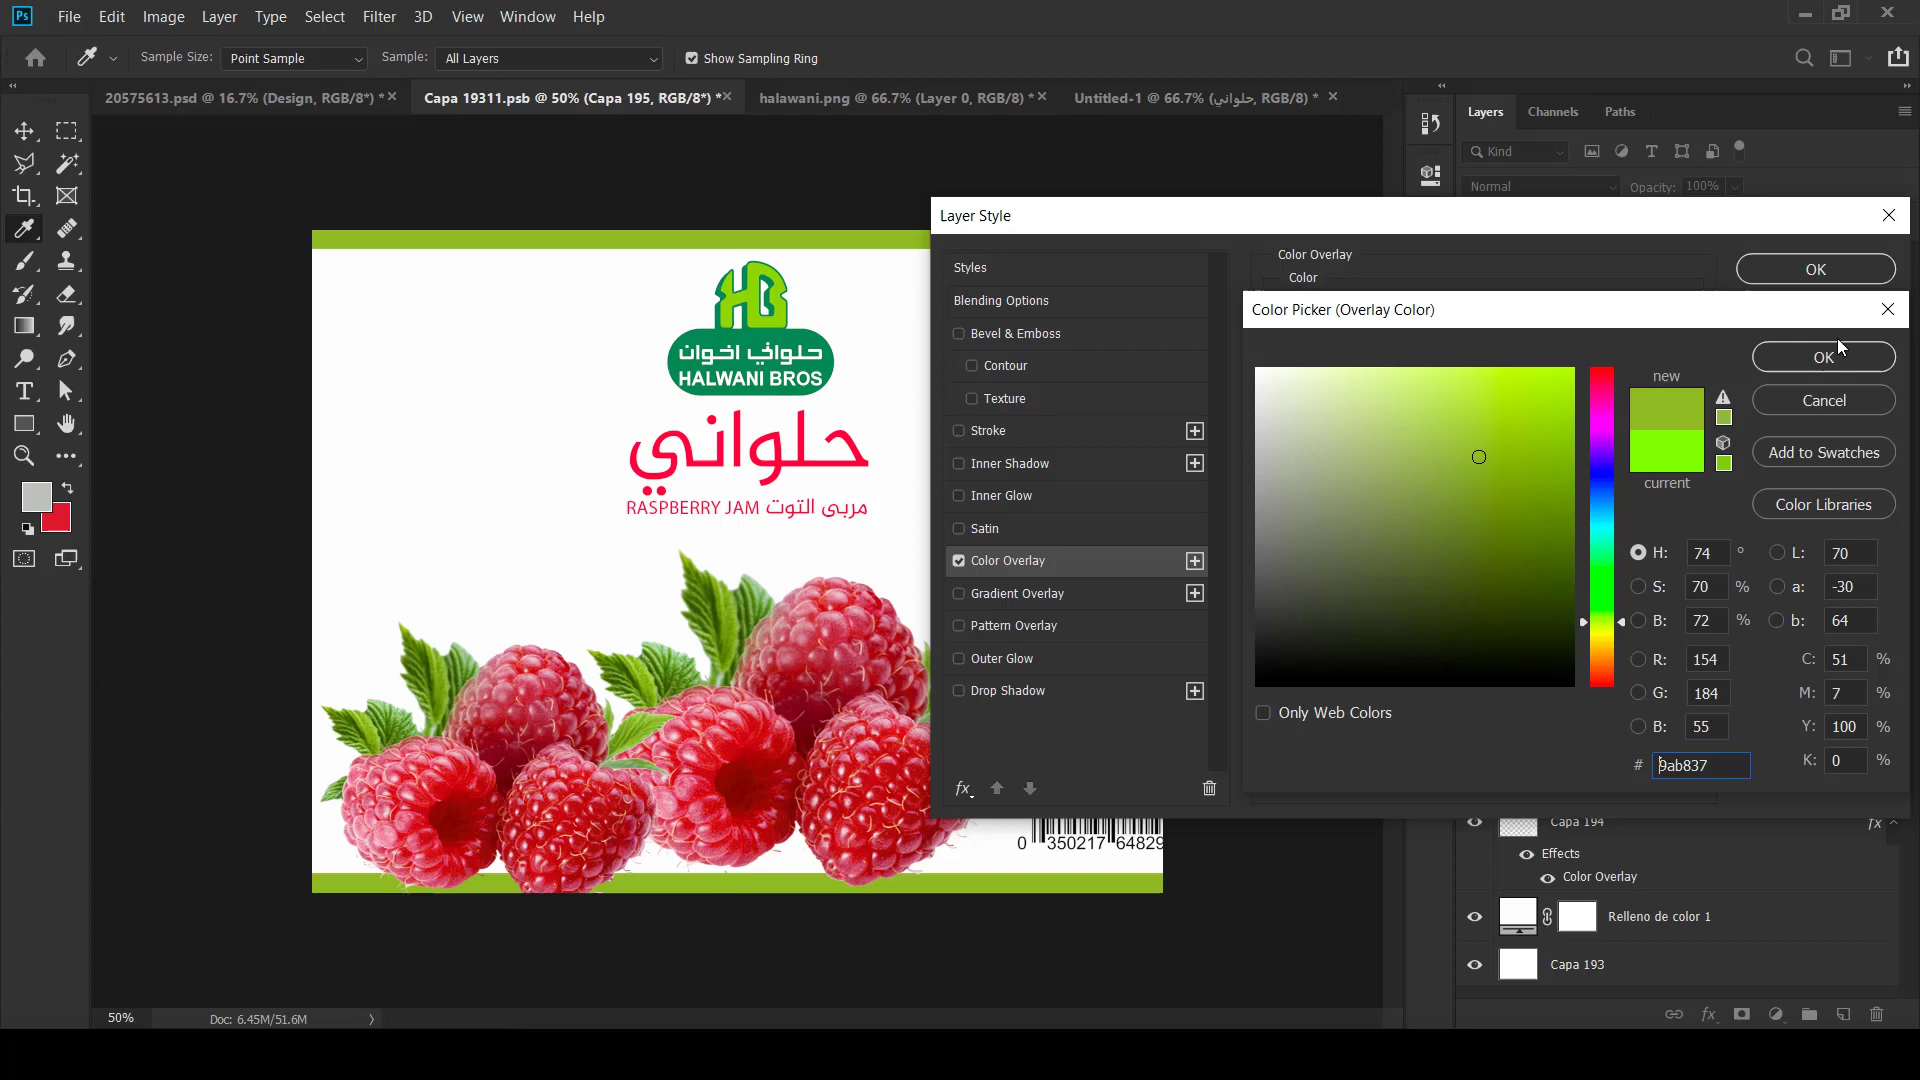 Ps File Edit Image Layer Type Select Filter 3D View Window Help
Sample Size: Point Sample Sample: All Layers Show Sampling Ring
20575613.psd @ 16.7% (Design, RGB/8*) * Capa 19311.psb @ 50% (Capa 195, RGB/8*) * halawani.png @ 66.7% (Layer 0, RGB/8) * Untitled-1 @ 66.7% (حلواني, RGB/8) *
Layers Channels Paths
Kind
Normal Opacity: 100%
Layer Style
Styles
Blending Options
Bevel & Emboss
Contour
Texture
Stroke
Inner Shadow
Inner Glow
Satin
Color Overlay
Gradient Overlay
Pattern Overlay
Outer Glow
Drop Shadow
fx
Color Overlay
Color
OK
Color Picker (Overlay Color)
new
current
OK
Cancel
Add to Swatches
Color Libraries
H: 74 ° L: 70
S: 70 % a: -30
B: 72 % b: 64
R: 154 C: 51 %
G: 184 M: 7 %
B: 55 Y: 100 %
# 9ab837 K: 0 %
Only Web Colors
HB
حلواني اخوان
HALWANI BROS
حلواني
RASPBERRY JAM مربى التوت
0 350217 64829
Capa 194 fx
Effects
Color Overlay
Relleno de color 1
Capa 193
fx
50% Doc: 6.45M/51.6M